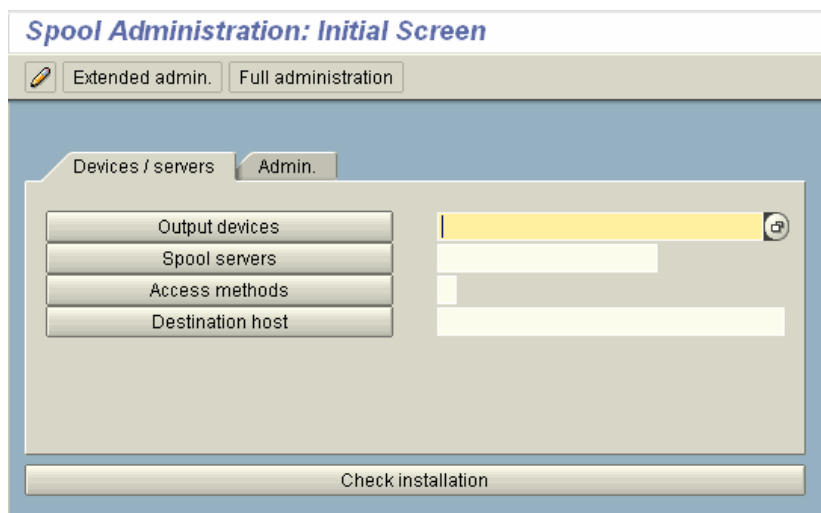 Spool Administration: Initial Screen
Extended admin. Full administration
Devices / servers Admin.
Output devices
Spool servers
Access methods
Destination host
Check installation